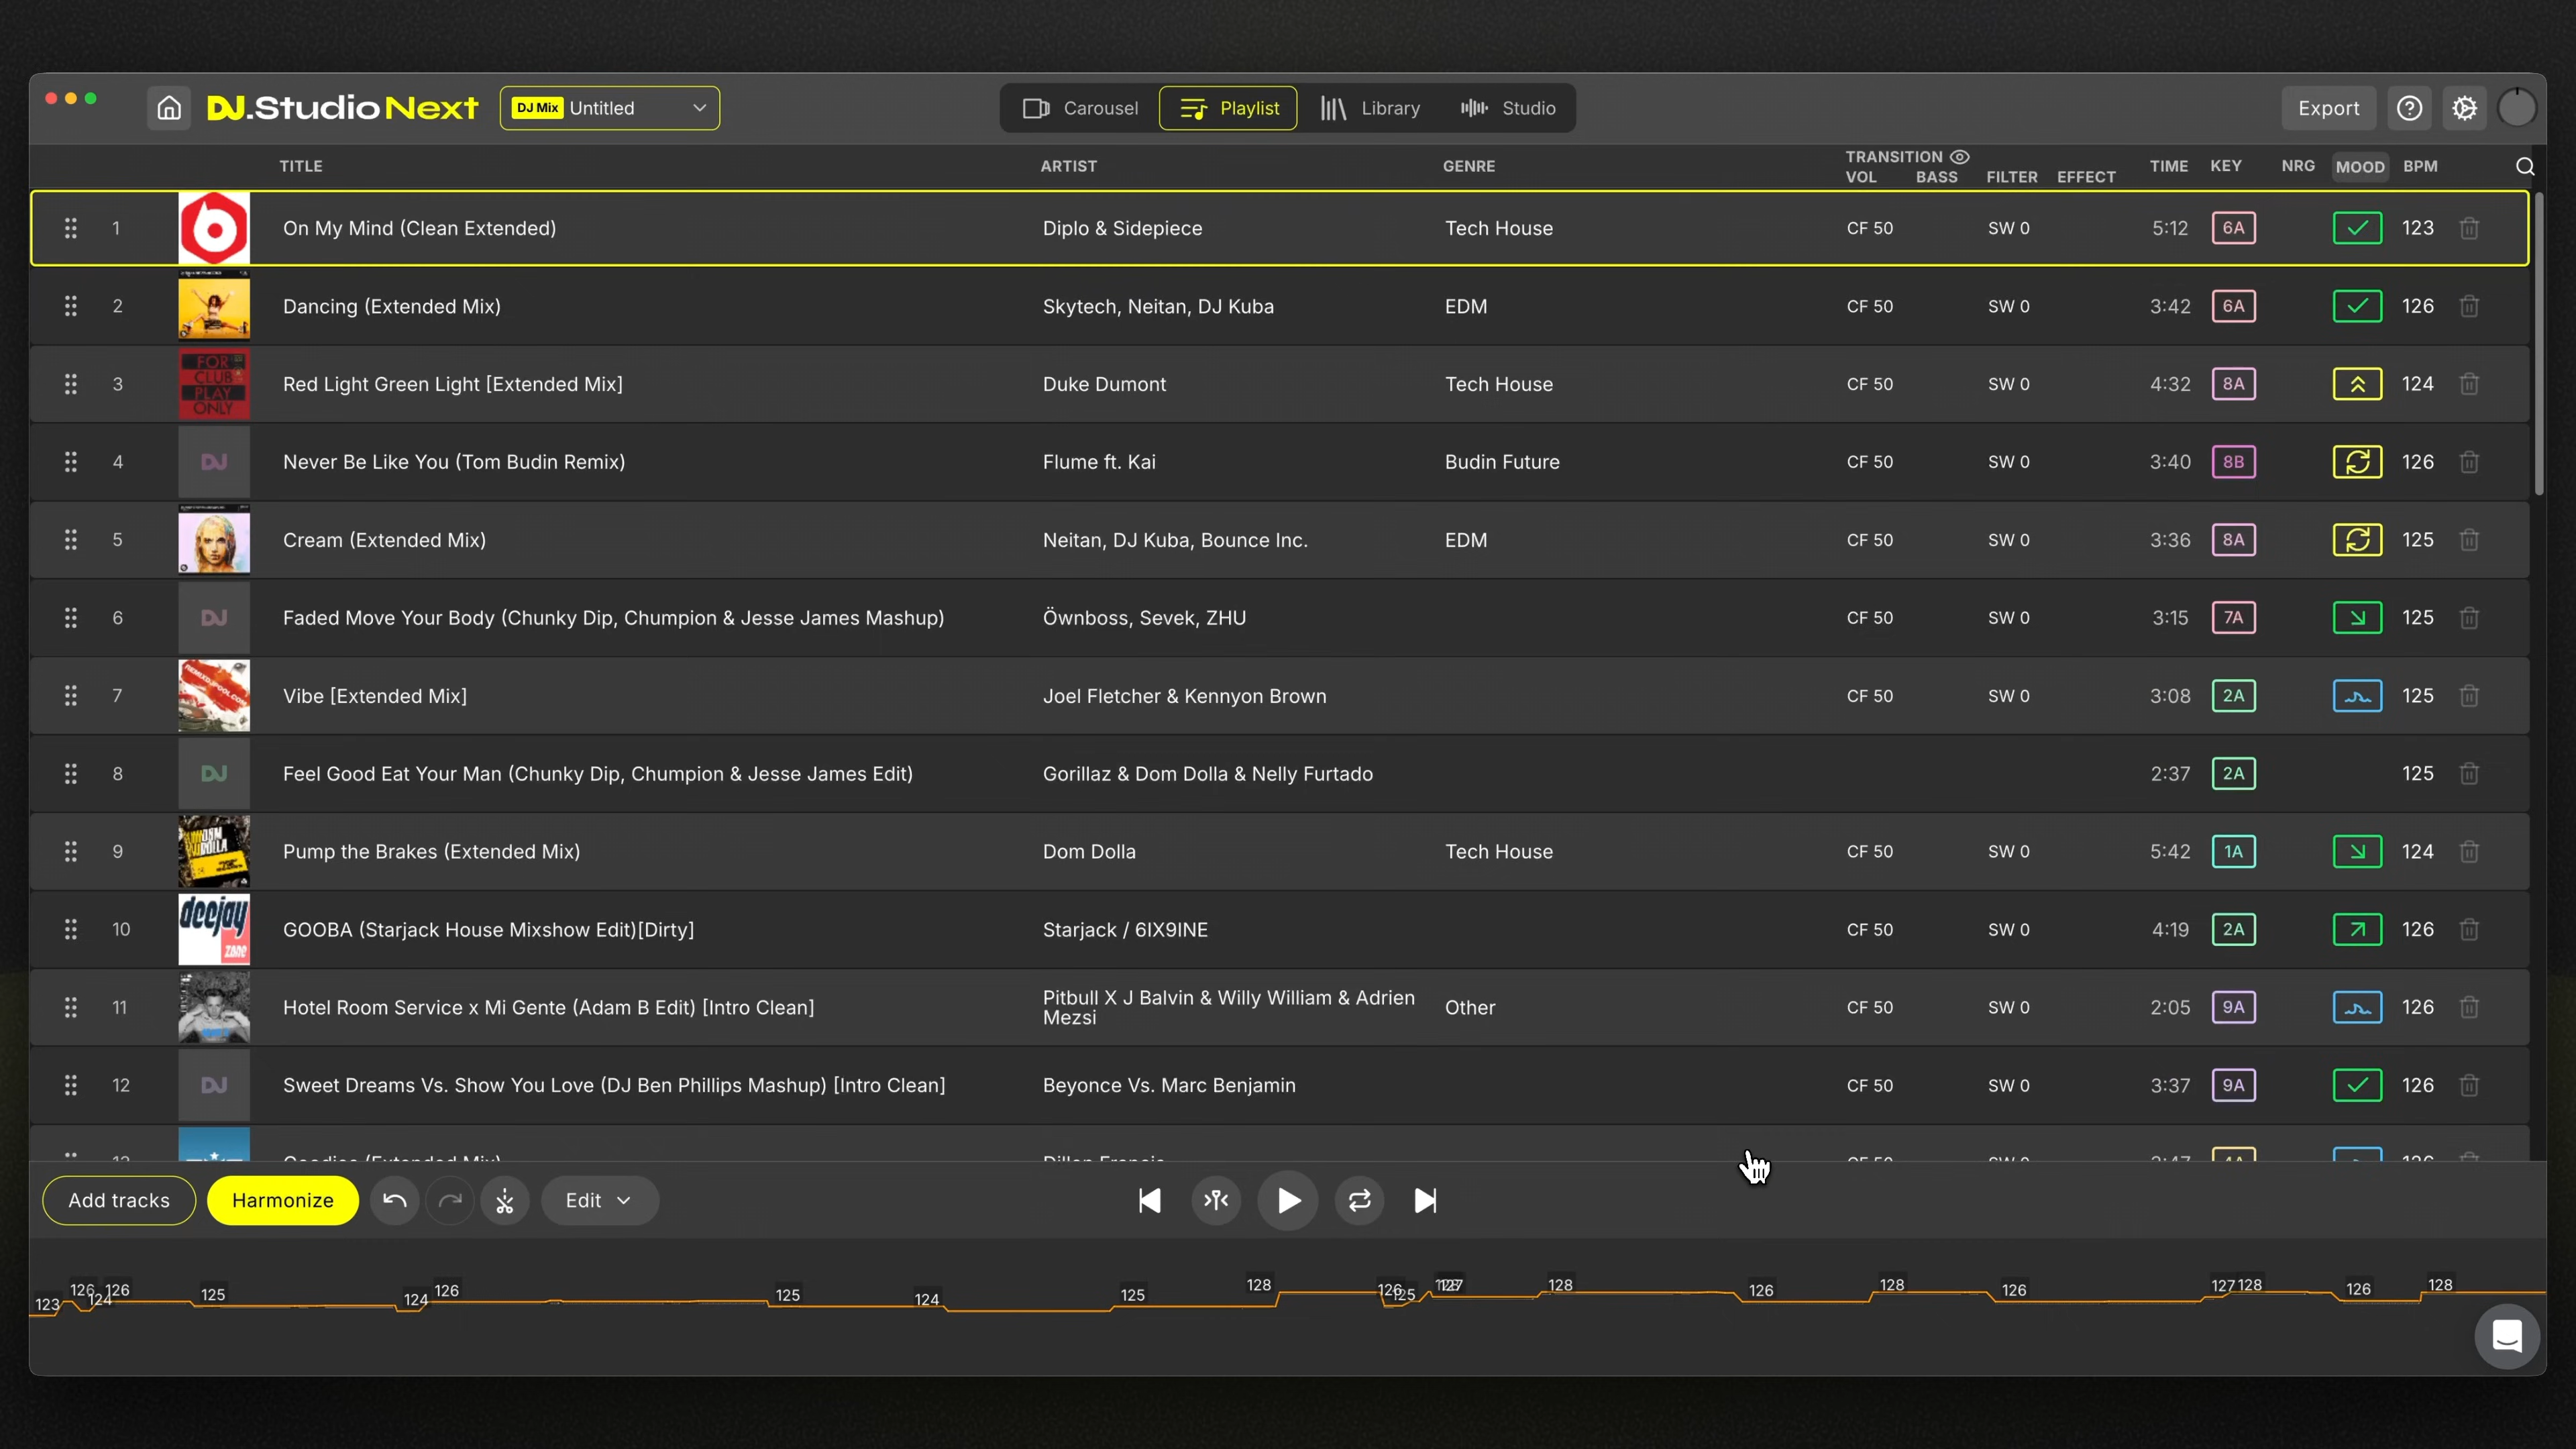 DJ.Studio Next
DJ Mix Untitled
Carousel Playlist Library Studio
Export
TITLE ARTIST GENRE TRANSITION TIME KEY NRG MOOD BPM
VOL BASS FILTER EFFECT
1 On My Mind (Clean Extended) Diplo & Sidepiece Tech House CF 50 SW 0 5:12 6A 123
2 Dancing (Extended Mix) Skytech, Neitan, DJ Kuba EDM CF 50 SW 0 3:42 6A 126
FOR CLUB PLAY ONLY
3 Red Light Green Light [Extended Mix] Duke Dumont Tech House CF 50 SW 0 4:32 8A 124
4 DJ Never Be Like You (Tom Budin Remix) Flume ft. Kai Budin Future CF 50 SW 0 3:40 8B 126
5 Cream (Extended Mix) Neitan, DJ Kuba, Bounce Inc. EDM CF 50 SW 0 3:36 8A 125
6 DJ Faded Move Your Body (Chunky Dip, Chumpion & Jesse James Mashup) Öwnboss, Sevek, ZHU CF 50 SW 0 3:15 7A 125
7 Vibe [Extended Mix] Joel Fletcher & Kennyon Brown CF 50 SW 0 3:08 2A 125
8 DJ Feel Good Eat Your Man (Chunky Dip, Chumpion & Jesse James Edit) Gorillaz & Dom Dolla & Nelly Furtado 2:37 2A 125
9 Pump the Brakes (Extended Mix) Dom Dolla Tech House CF 50 SW 0 5:42 1A 124
10 deejay ZONE GOOBA (Starjack House Mixshow Edit)[Dirty] Starjack / 6IX9INE CF 50 SW 0 4:19 2A 126
11 Hotel Room Service x Mi Gente (Adam B Edit) [Intro Clean] Pitbull X J Balvin & Willy William & Adrien Mezsi Other CF 50 SW 0 2:05 9A 126
12 DJ Sweet Dreams Vs. Show You Love (DJ Ben Phillips Mashup) [Intro Clean] Beyonce Vs. Marc Benjamin CF 50 SW 0 3:37 9A 126
Add tracks Harmonize Edit
123 126 124 126 125 124 126 125 124 125 128 126 125 127 128 126 128 126 127 128 126 128